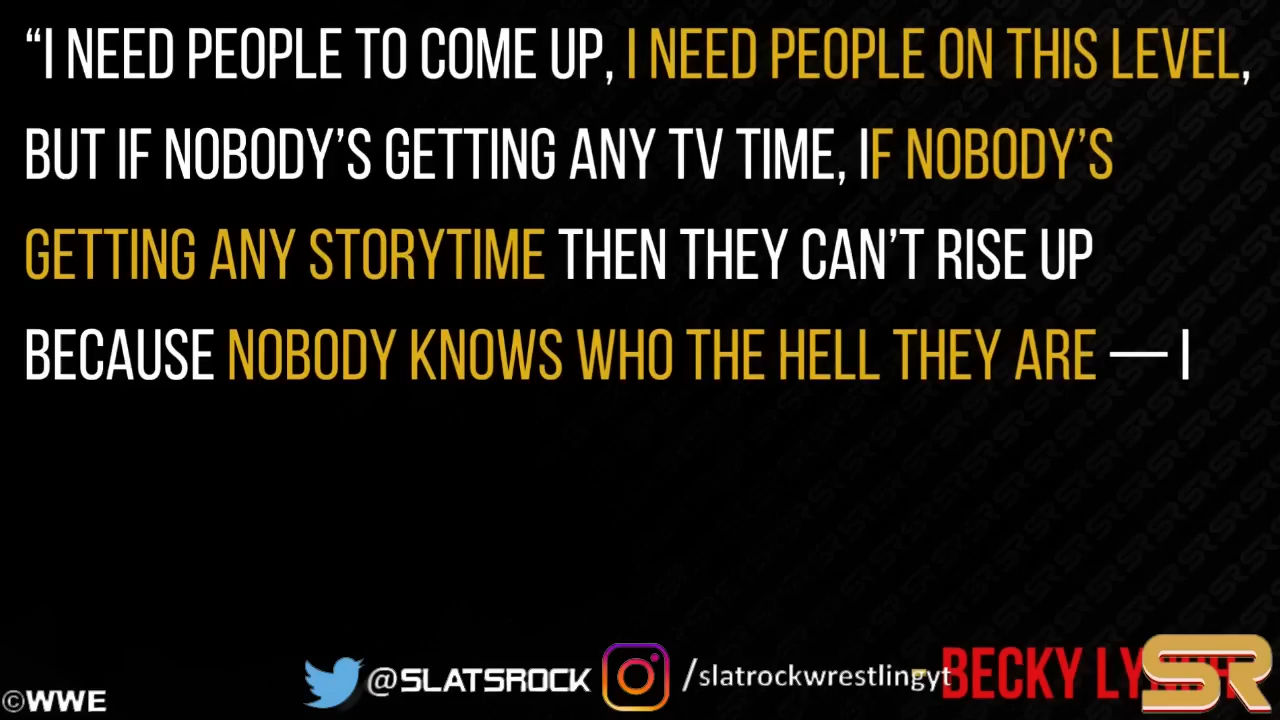 “I NEED PEOPLE TO COME UP, I NEED PEOPLE ON THIS LEVEL,
BUT IF NOBODY’S GETTING ANY TV TIME, IF NOBODY’S
GETTING ANY STORYTIME THEN THEY CAN’T RISE UP
BECAUSE NOBODY KNOWS WHO THE HELL THEY ARE — I
- BECKY
SR
@SLATSROCK /slatrockwrestlingyt
©WWE